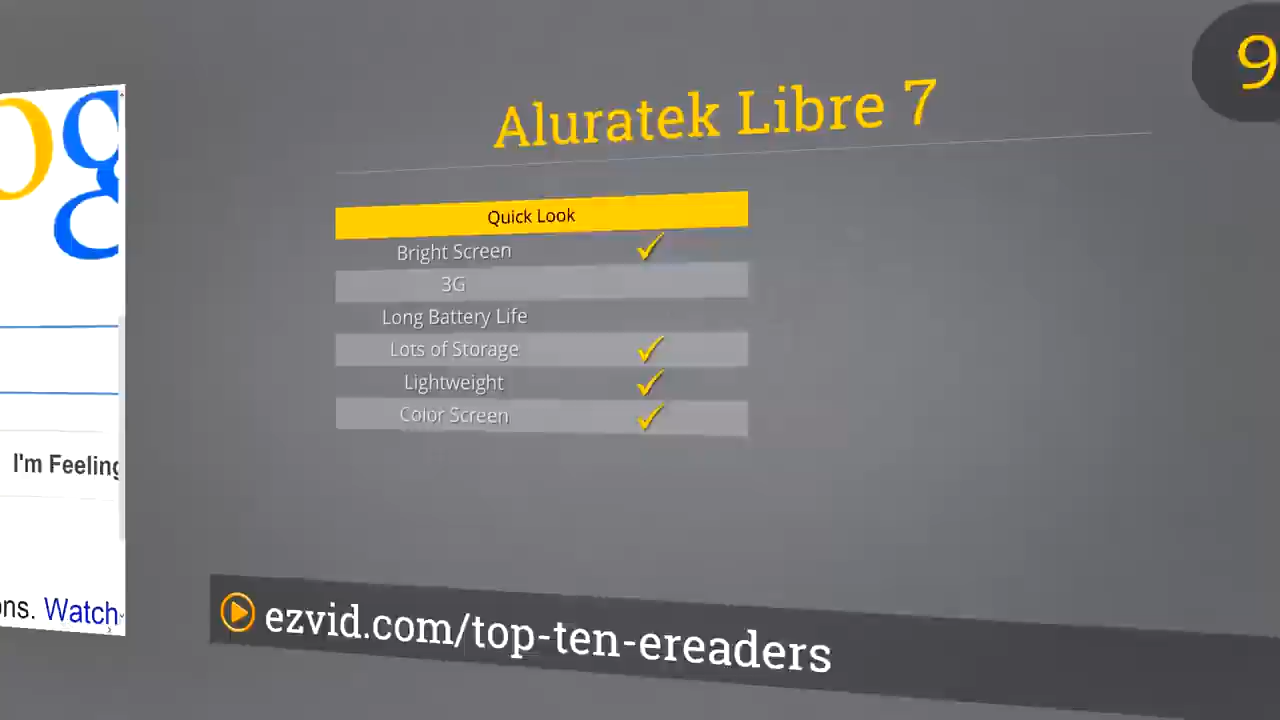 9
Aluratek Libre 7
Quick Look
Bright Screen ✓
3G
Long Battery Life
Lots of Storage ✓
Lightweight ✓
Color Screen ✓
og
I'm Feeling
ons. Watch
ezvid.com/top-ten-ereaders